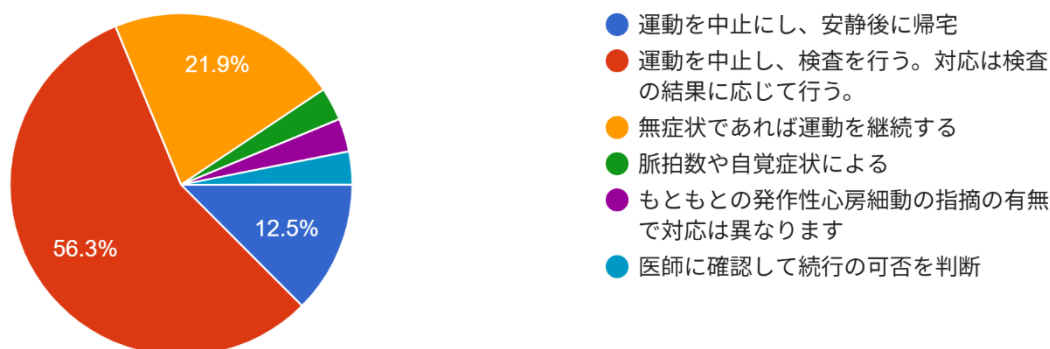 21.9%
56.3%
12.5%
運動を中止にし、安静後に帰宅
運動を中止し、検査を行う。対応は検査
の結果に応じて行う。
無症状であれば運動を継続する
脈拍数や自覚症状による
もともとの発作性心房細動の指摘の有無
で対応は異なります
医師に確認して続行の可否を判断